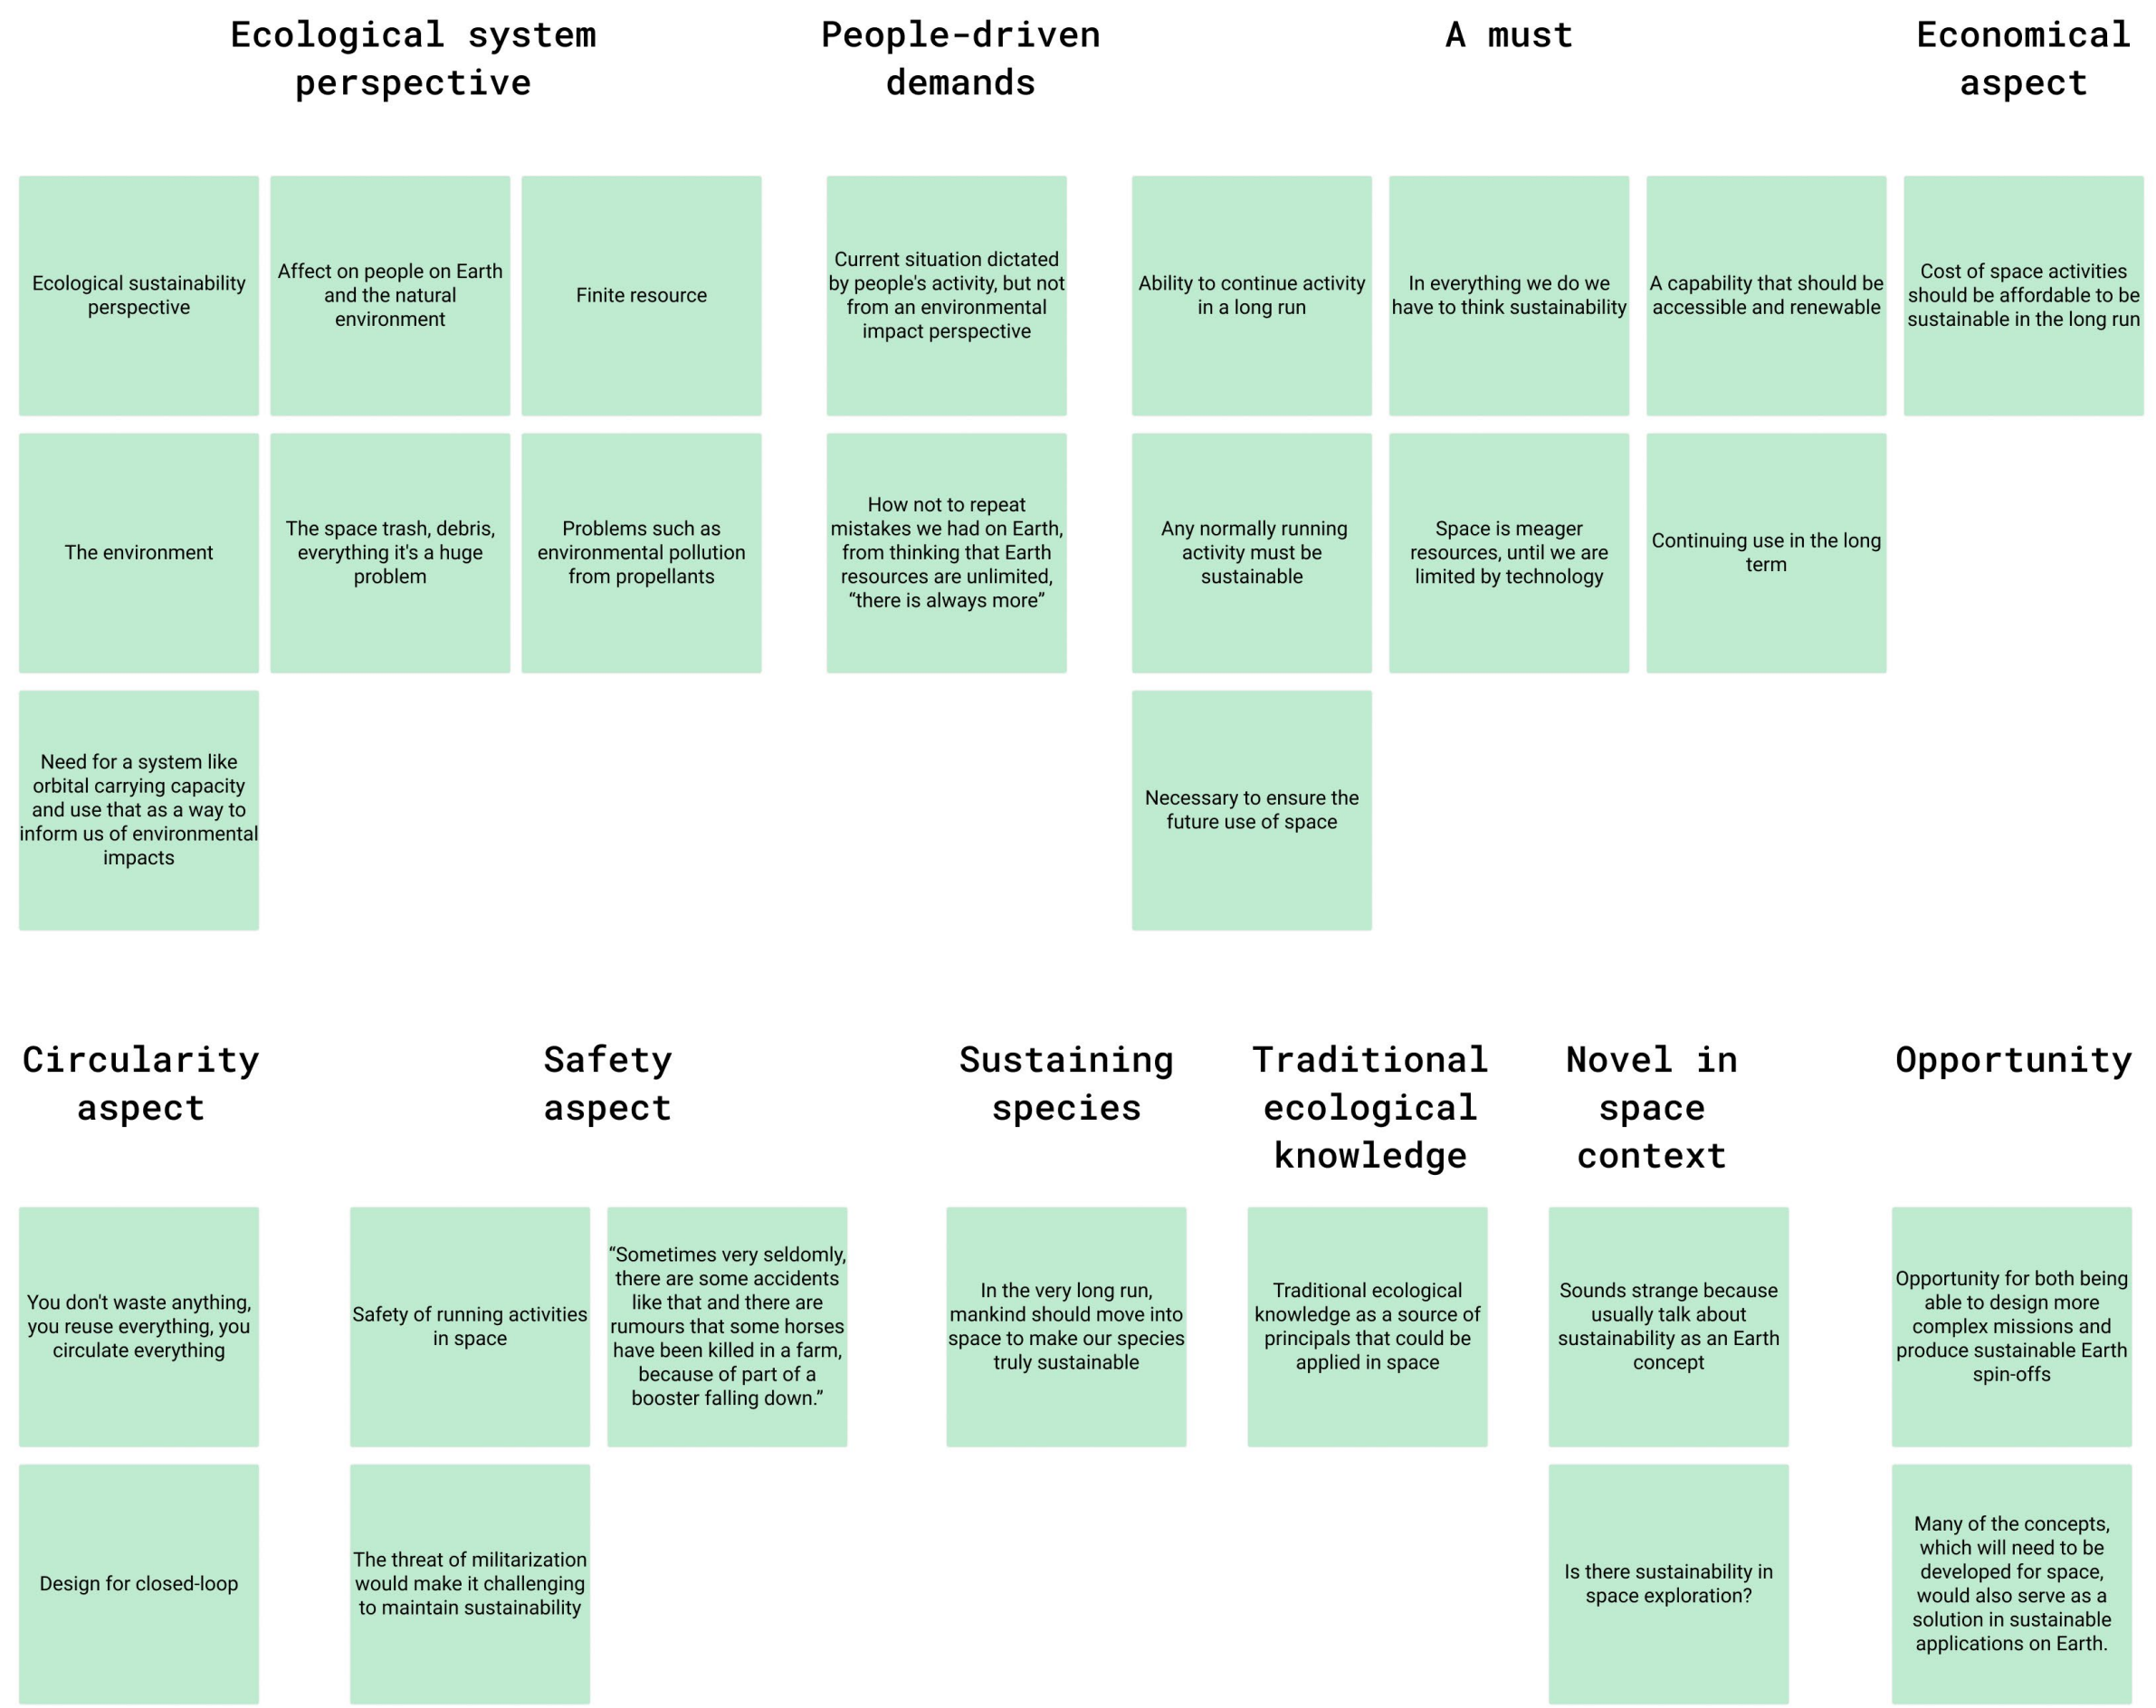 Ecological system
perspective
People-driven
demands
A must
Economical
aspect
Ecological sustainability
perspective
Affect on people on Earth
and the natural
environment
Finite resource
Current situation dictated
by people's activity, but not
from an environmental
impact perspective
Ability to continue activity
in a long run
In everything we do we
have to think sustainability
A capability that should be
accessible and renewable
Cost of space activities
should be affordable to be
sustainable in the long run
The environment
The space trash, debris,
everything it's a huge
problem
Problems such as
environmental pollution
from propellants
How not to repeat
mistakes we had on Earth,
from thinking that Earth
resources are unlimited,
“there is always more”
Any normally running
activity must be
sustainable
Space is meager
resources, until we are
limited by technology
Continuing use in the long
term
Need for a system like
orbital carrying capacity
and use that as a way to
inform us of environmental
impacts
Necessary to ensure the
future use of space
Circularity
aspect
Safety
aspect
Sustaining
species
Traditional
ecological
knowledge
Novel in
space
context
Opportunity
You don't waste anything,
you reuse everything, you
circulate everything
Safety of running activities
in space
“Sometimes very seldomly,
there are some accidents
like that and there are
rumours that some horses
have been killed in a farm,
because of part of a
booster falling down.”
In the very long run,
mankind should move into
space to make our species
truly sustainable
Traditional ecological
knowledge as a source of
principals that could be
applied in space
Sounds strange because
usually talk about
sustainability as an Earth
concept
Opportunity for both being
able to design more
complex missions and
produce sustainable Earth
spin-offs
Design for closed-loop
The threat of militarization
would make it challenging
to maintain sustainability
Is there sustainability in
space exploration?
Many of the concepts,
which will need to be
developed for space,
would also serve as a
solution in sustainable
applications on Earth.